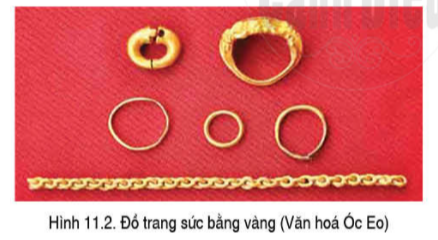 Hình 11.2. Đồ trang sức bằng vàng (Văn hoá Óc Eo)